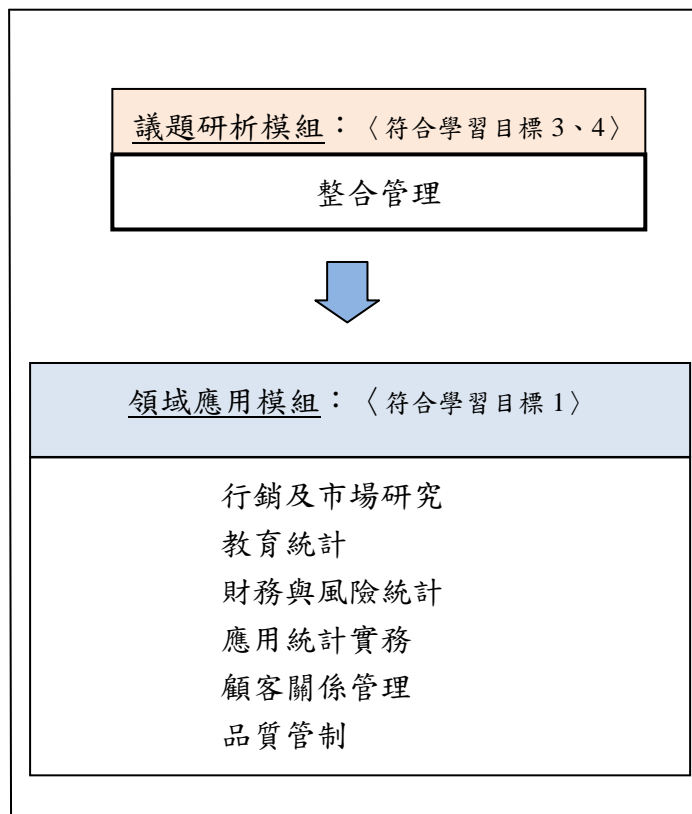 議題研析模組：〈符合學習目標 3、4〉
整合管理
領域應用模組：〈符合學習目標 1〉
行銷及市場研究
教育統計
財務與風險統計
應用統計實務
顧客關係管理
品質管制